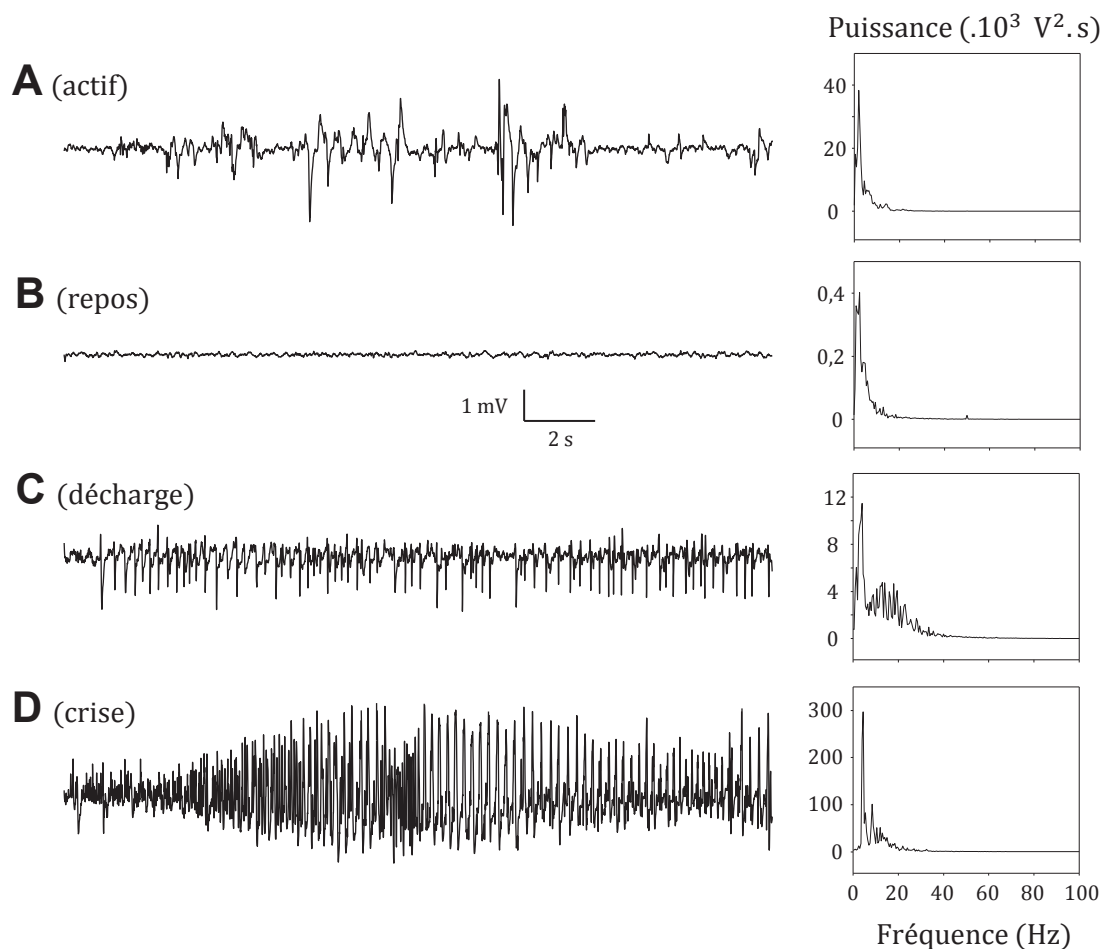 Puissance (.10³ V².s)
A (actif)
40
20
0
B (repos)
0,4
0,2
0
1 mV
2 s
C (décharge)
12
8
4
0
D (crise)
300
200
100
0
0 20 40 60 80 100
Fréquence (Hz)